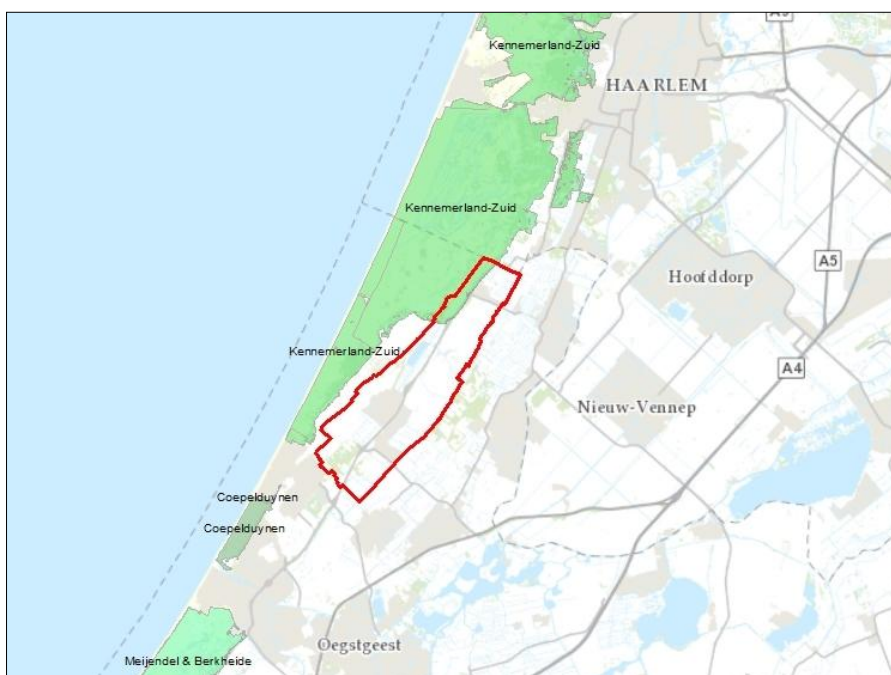 Kennemerland-Zuid
HAARLEM
Kennemerland-Zuid
A5
Hoofddorp
Kennemerland-Zuid
A4
Nieuw-Vennep
Coepelduynen
Coepelduynen
Oegstgeest
Meijendel & Berkheide